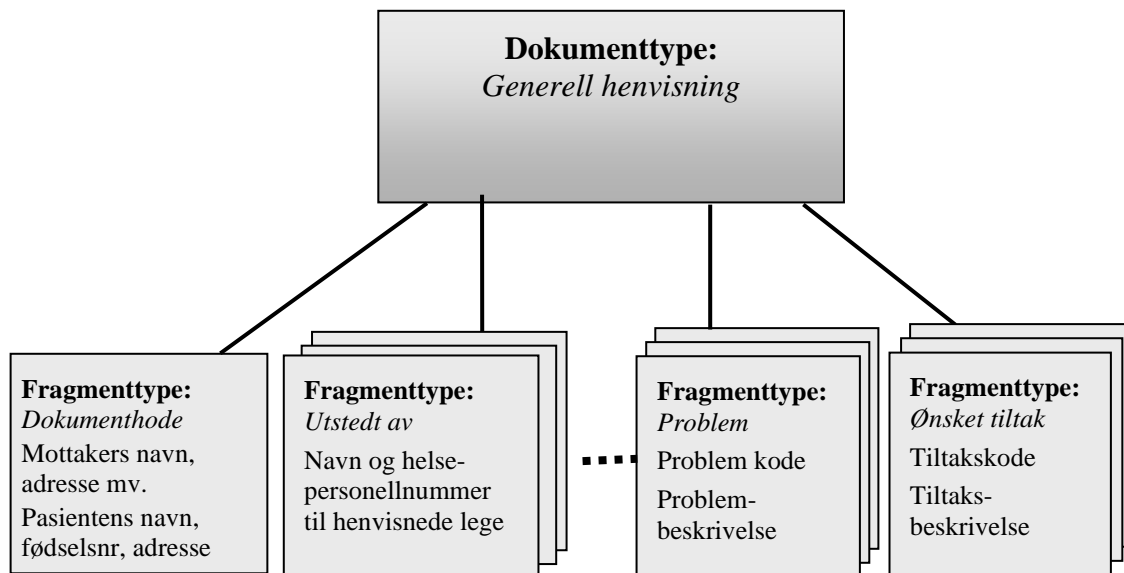 Dokumenttype:
Generell henvisning
Fragmenttype:
Dokumenthode
Mottakers navn,
adresse mv.
Pasientens navn,
fødselsnr, adresse
Fragmenttype:
Utstedt av
Navn og helse-
personellnummer
til henvisnede lege
Fragmenttype:
Problem
Problem kode
Problem-
beskrivelse
Fragmenttype:
Ønsket tiltak
Tiltakskode
Tiltaks-
beskrivelse